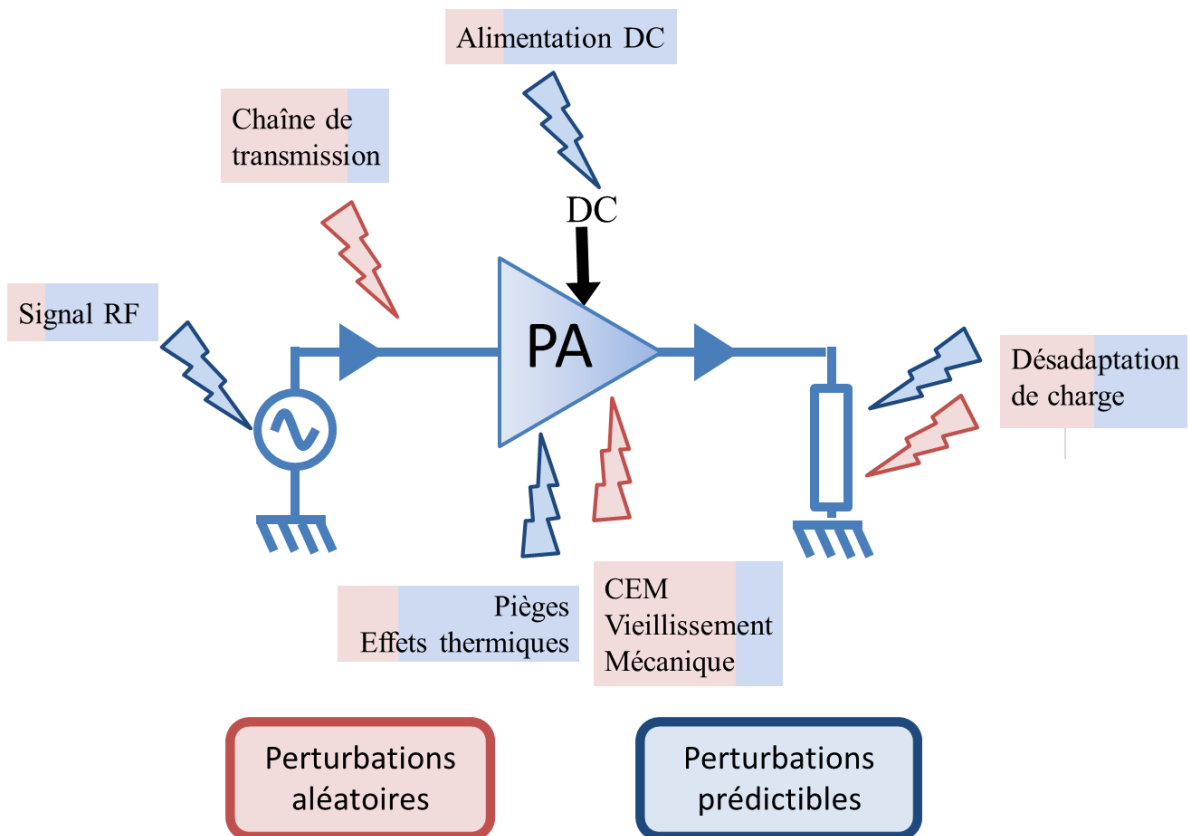 Alimentation DC
Chaîne de
transmission
DC
Signal RF
PA
Désadaptation
de charge
Pièges
Effets thermiques
CEM
Vieillissement
Mécanique
Perturbations
aléatoires
Perturbations
prédictibles